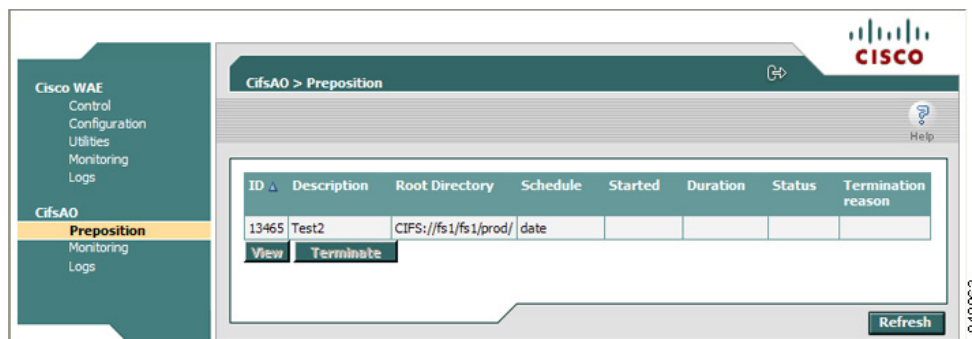 CISCO
Cisco WAE
Control
Configuration
Utilities
Monitoring
Logs
CifsAO
Preposition
Monitoring
Logs
CifsAO > Preposition
Help
ID Description Root Directory Schedule Started Duration Status Termination reason
13465 Test2 CIFS://fs1/fs1/prod/ date
View Terminate
Refresh